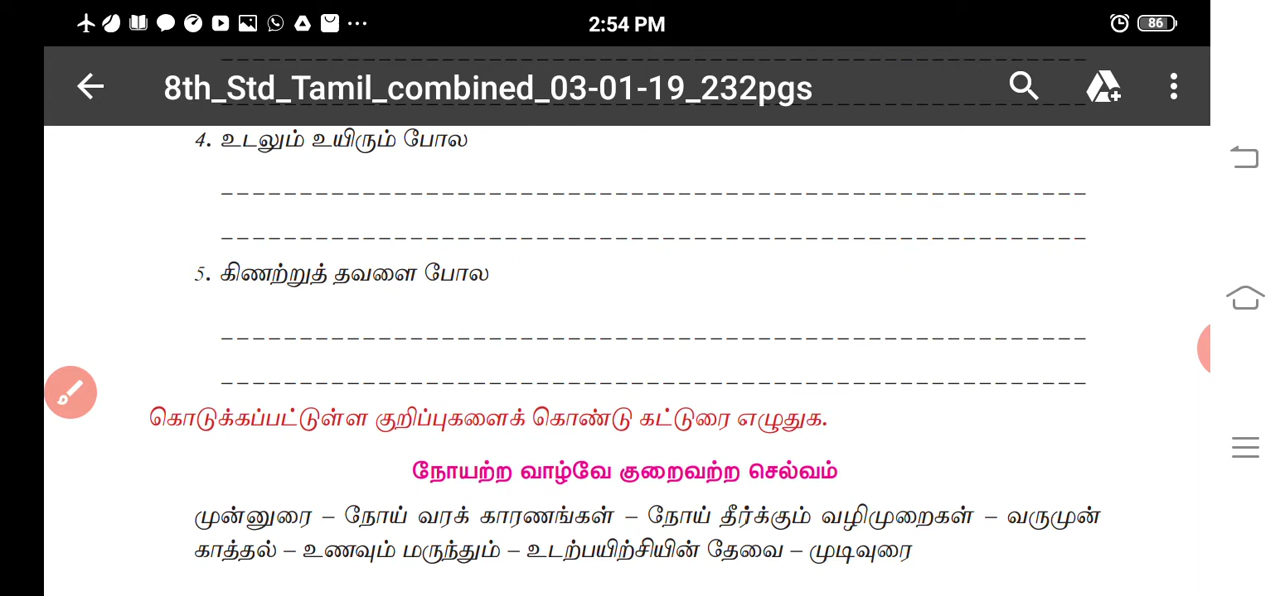 2:54 PM
86
8th_Std_Tamil_combined_03-01-19_232pgs
4. உடலும் உயிரும் போல
5. கிணற்றுத் தவளை போல
கொடுக்கப்பட்டுள்ள குறிப்புகளைக் கொண்டு கட்டுரை எழுதுக.
நோயற்ற வாழ்வே குறைவற்ற செல்வம்
முன்னுரை – நோய் வரக் காரணங்கள் – நோய் தீர்க்கும் வழிமுறைகள் – வருமுன்
காத்தல் – உணவும் மருந்தும் – உடற்பயிற்சியின் தேவை – முடிவுரை